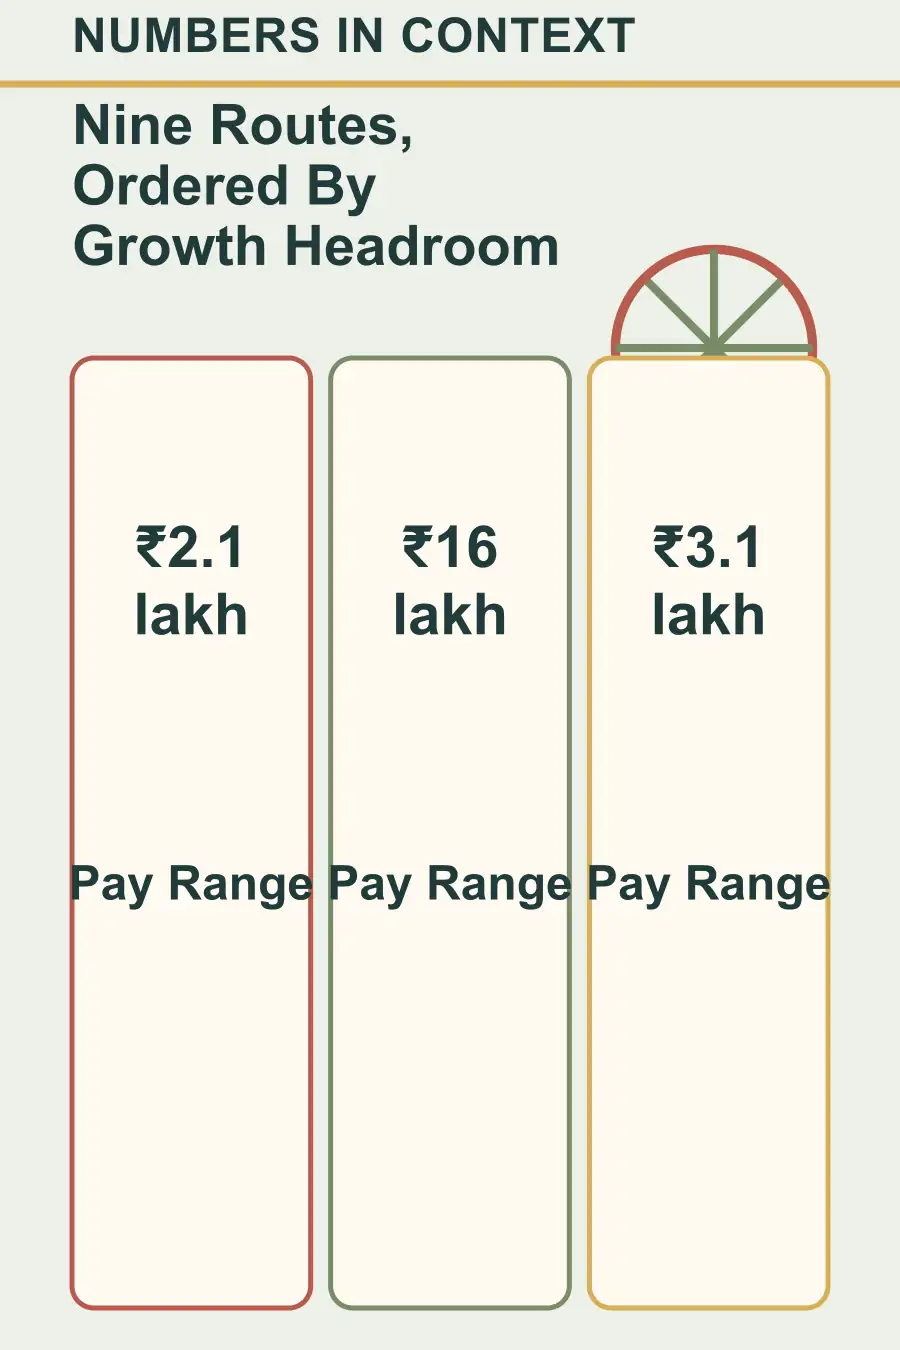 NUMBERS IN CONTEXT
Nine Routes,
Ordered By
Growth Headroom
₹2.1
lakh
Pay Range
₹16
lakh
Pay Range
₹3.1
lakh
Pay Range